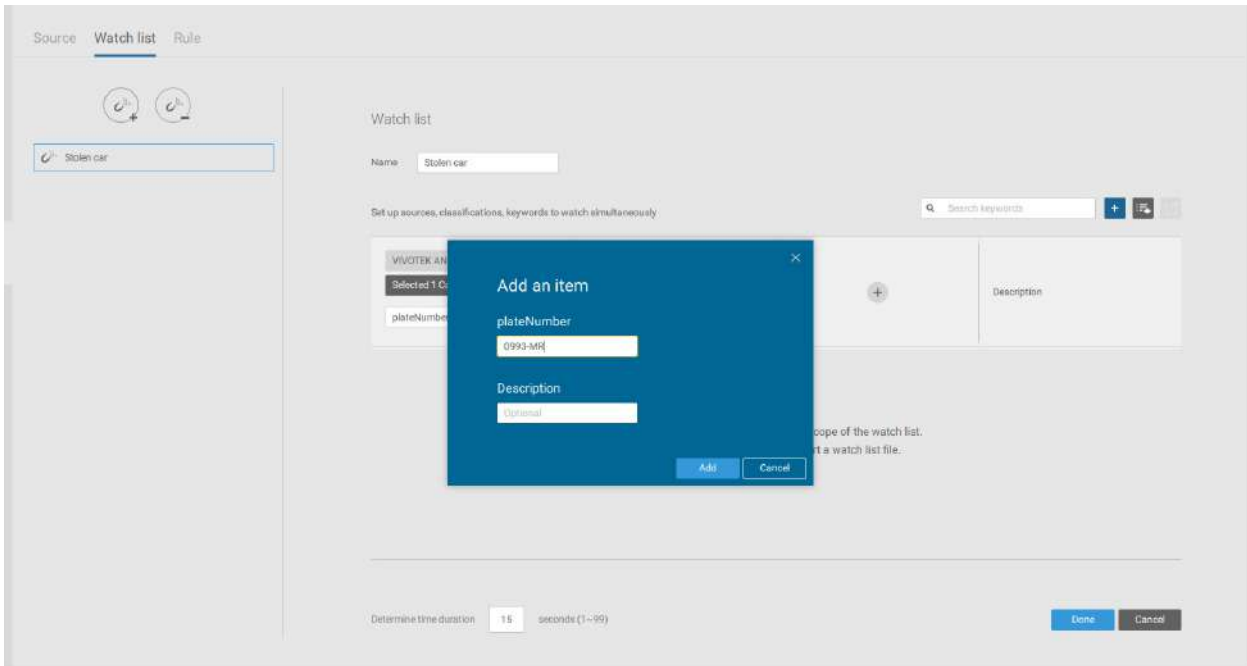 Source Watch list Rule
Stolen car
Watch list
Name Stolen car
Set up sources, classifications, keywords to watch simultaneously
Search keywords
VIVOTEK AN
Selected 1 C
plateNumber
Description
Add an item
plateNumber
0993-MR
Description
Optional
Add Cancel
cope of the watch list.
rt a watch list file.
Determine time duration 15 seconds (1~99)
Done Cancel